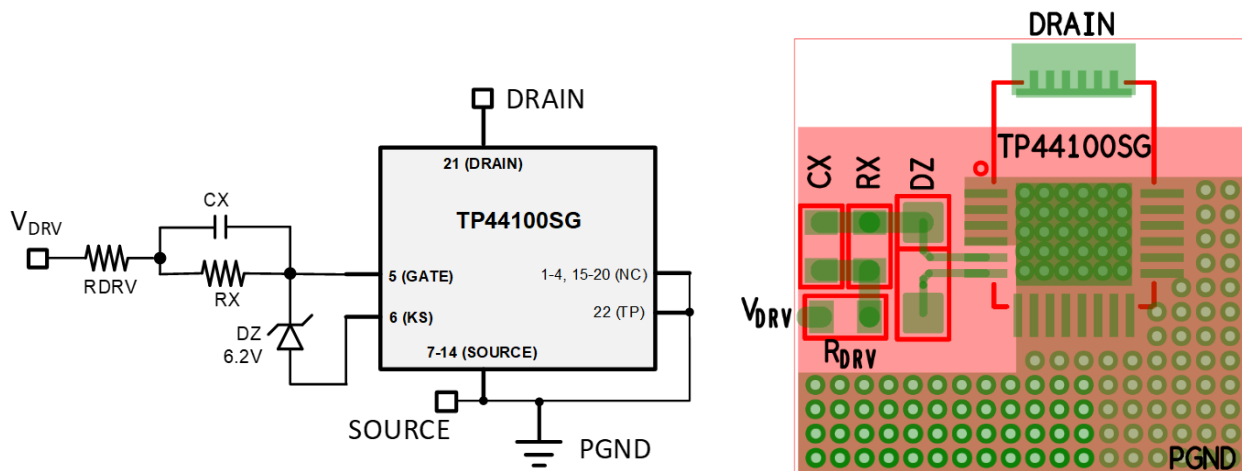 DRAIN
21 (DRAIN)
TP44100SG
CX
V_DRV
RDRV
RX
5 (GATE)
1-4, 15-20 (NC)
DZ
6.2V
6 (KS)
22 (TP)
7-14 (SOURCE)
SOURCE
PGND
DRAIN
TP44100SG
CX
RX
DZ
V_DRV
R_DRV
PGND